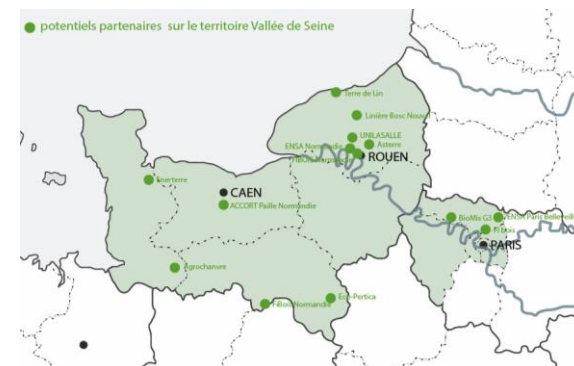 potentiels partenaires sur le territoire Vallée de Seine
Terre de Lin
Linière Bosc Nouvel
UNILASALLE
ENSA Normandie
Asterre
ROUEN
Enerterre
CAEN
ACCORT Paille Normandie
BioMis G3
ENSA Paris Belleville
PARIS
Agrochanvre
FiBois Normandie
Eco-Pertica